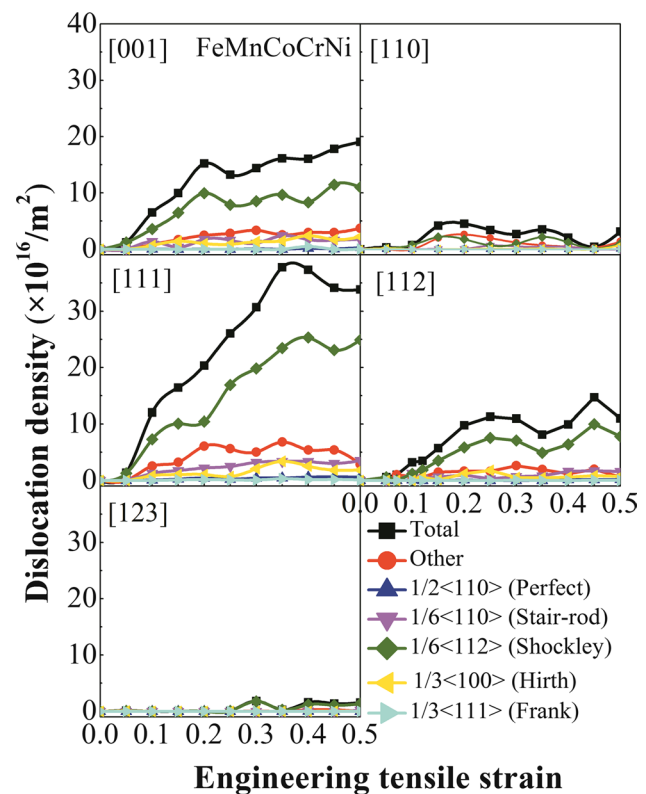 [001] FeMnCoCrNi
[110]
40
30
20
10
0
[111]
[112]
30
20
10
0
0.0 0.1 0.2 0.3 0.4 0.5
[123]
30
20
10
0
0.0 0.1 0.2 0.3 0.4 0.5
Total
Other
1/2<110> (Perfect)
1/6<110> (Stair-rod)
1/6<112> (Shockley)
1/3<100> (Hirth)
1/3<111> (Frank)
Dislocation density (×10¹⁶/m²)
Engineering tensile strain